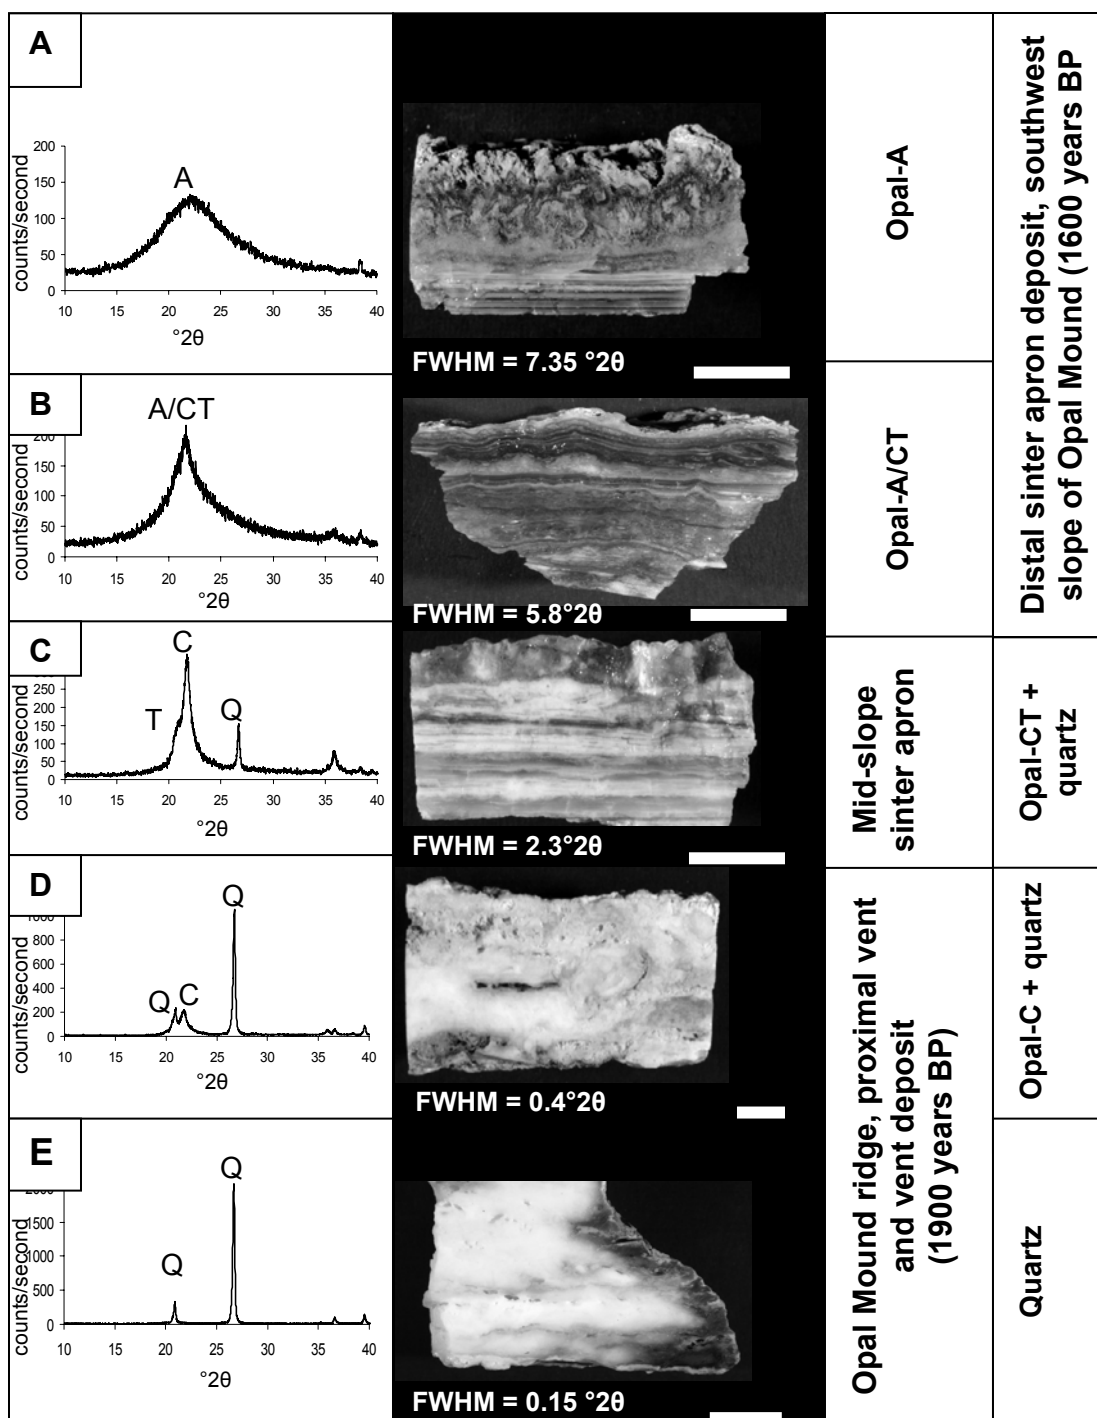 A
counts/second
200
150
100
50
0
A
10 15 20 25 30 35 40
°2θ
FWHM = 7.35 °2θ
Opal-A
Distal sinter apron deposit, southwest
slope of Opal Mound (1600 years BP
B
counts/second
200
150
100
50
0
A/CT
10 15 20 25 30 35 40
°2θ
FWHM = 5.8°2θ
Opal-A/CT
C
counts/second
300
250
200
150
100
50
0
T
C
Q
10 15 20 25 30 35 40
°2θ
FWHM = 2.3°2θ
Mid-slope
sinter apron
Opal-CT +
quartz
D
counts/second
1000
800
600
400
200
0
Q C
Q
10 15 20 25 30 35 40
°2θ
FWHM = 0.4°2θ
Opal Mound ridge, proximal vent
and vent deposit
(1900 years BP)
Opal-C + quartz
E
counts/second
2000
1500
1000
500
0
Q
Q
10 15 20 25 30 35 40
°2θ
FWHM = 0.15 °2θ
Quartz